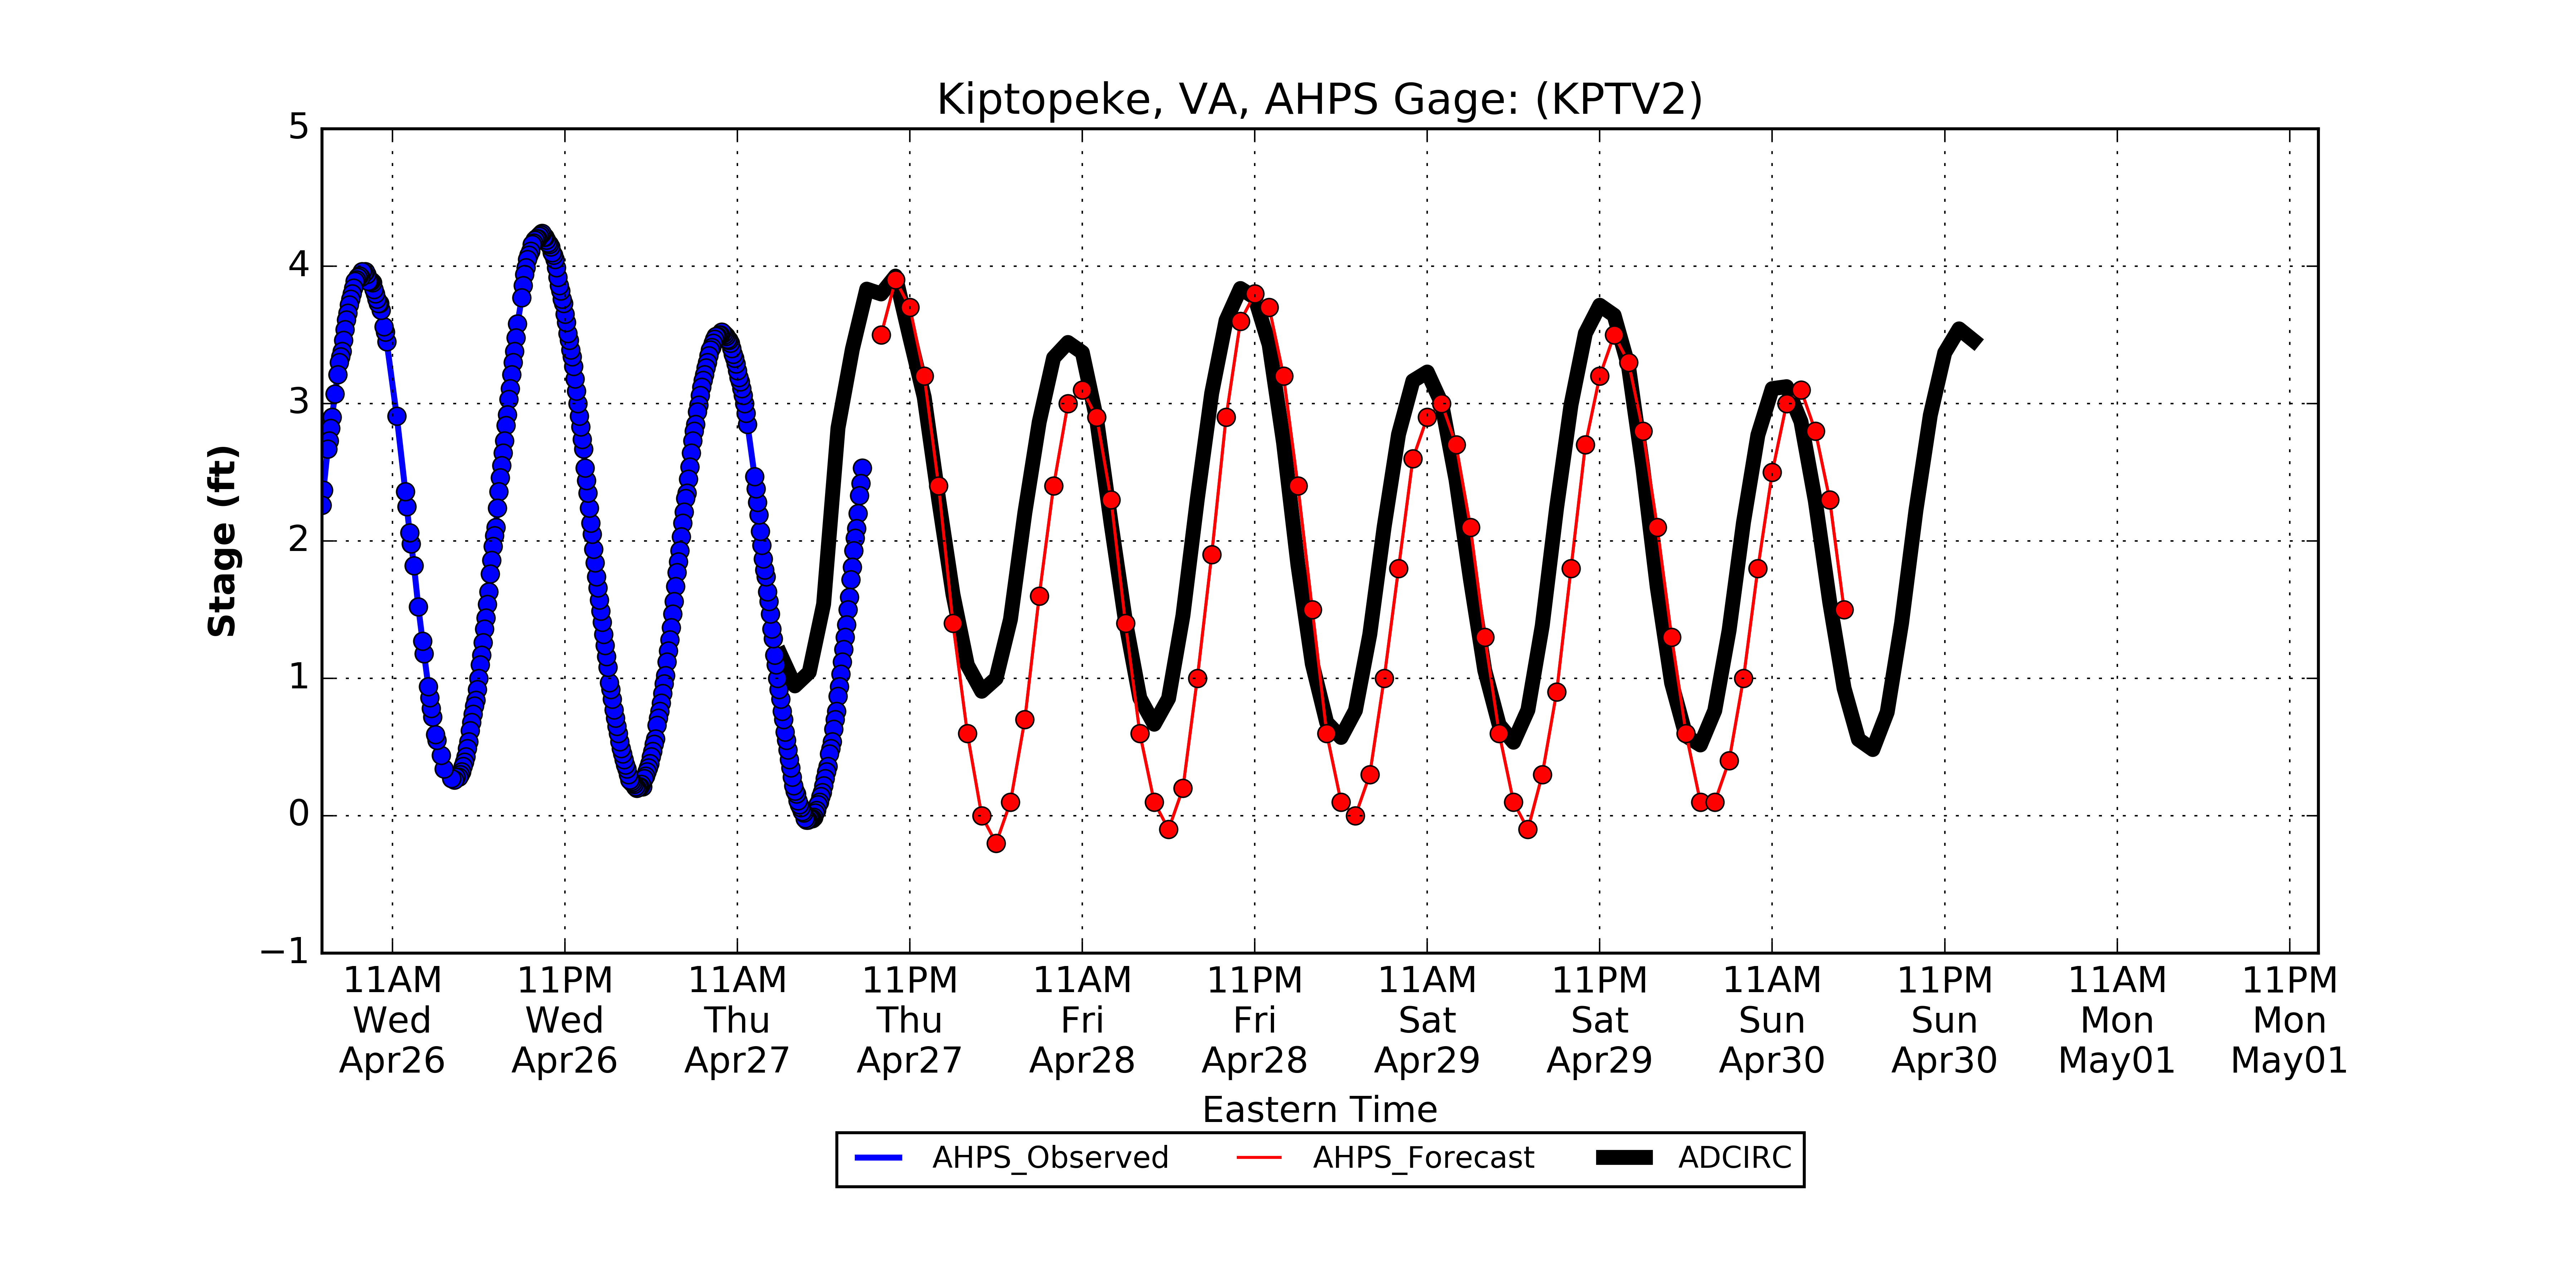 Kiptopeke, VA, AHPS Gage: (KPTV2)
5
4
3
2
1
0
−1
Stage (ft)
11AM 11PM 11AM 11PM 11AM 11PM 11AM 11PM 11AM 11PM 11AM 11PM
Wed Wed Thu Thu Fri Fri Sat Sat Sun Sun Mon Mon
Apr26 Apr26 Apr27 Apr27 Apr28 Apr28 Apr29 Apr29 Apr30 Apr30 May01 May01
Eastern Time
AHPS_Observed AHPS_Forecast ADCIRC